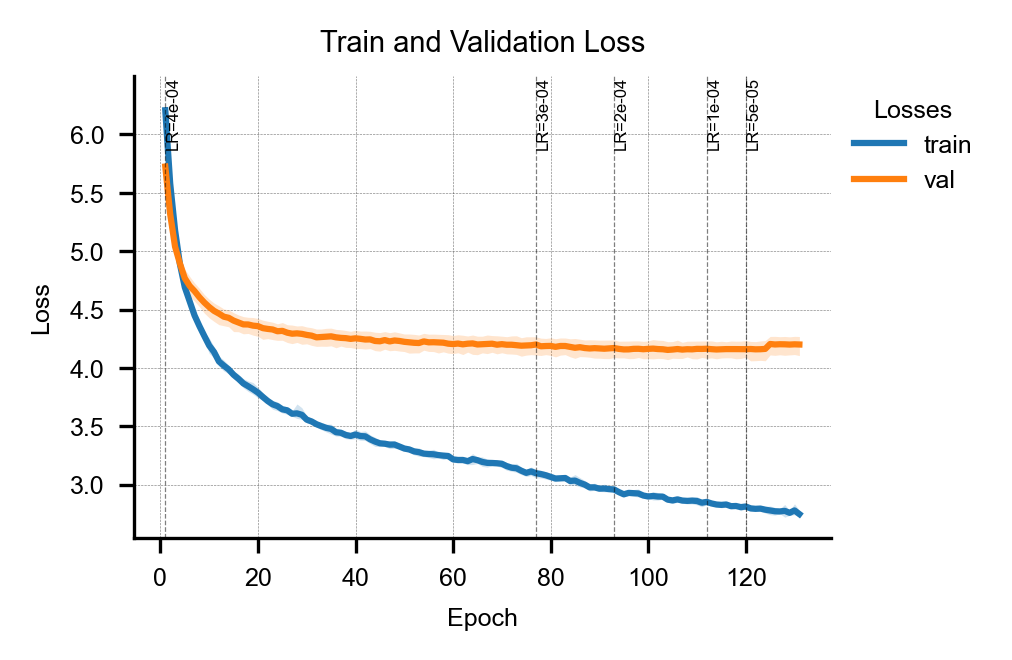 Train and Validation Loss
LR=4e-04
LR=3e-04
LR=2e-04
LR=1e-04
LR=5e-05
Losses
train
val
6.0
5.5
5.0
4.5
4.0
3.5
3.0
Loss
0 20 40 60 80 100 120
Epoch